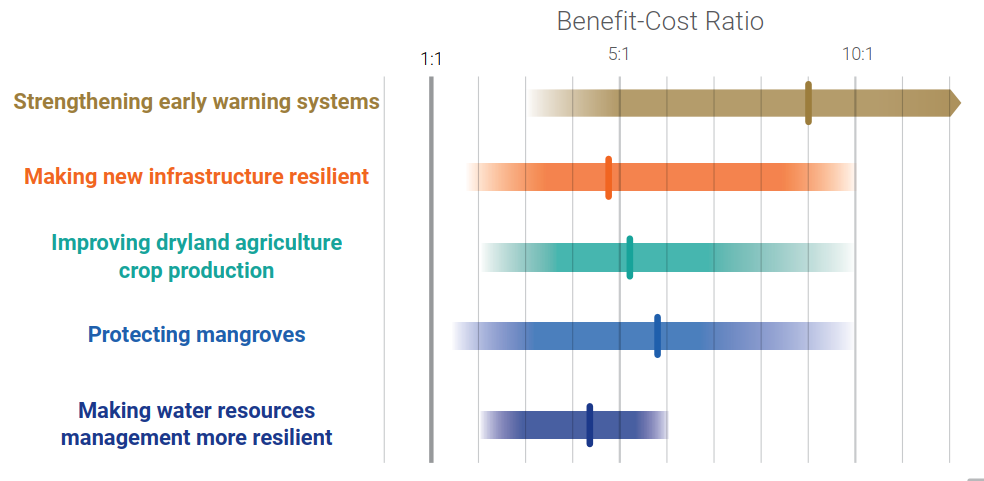 Benefit-Cost Ratio
1:1
5:1
10:1
Strengthening early warning systems
Making new infrastructure resilient
Improving dryland agriculture
crop production
Protecting mangroves
Making water resources
management more resilient